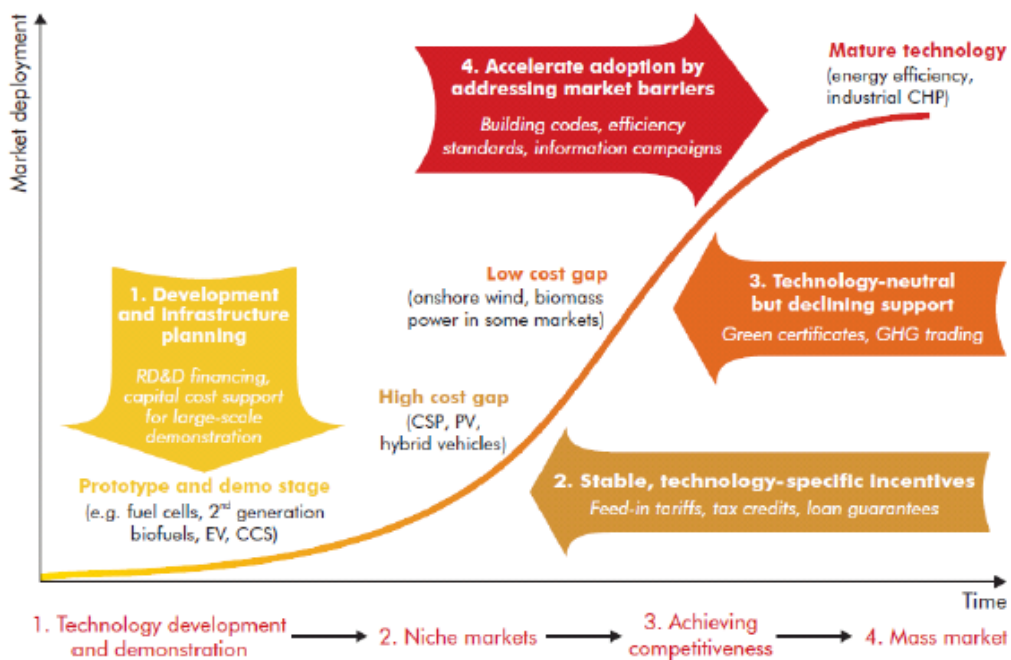 Market deployment
4. Accelerate adoption by
addressing market barriers
Building codes, efficiency
standards, information campaigns
Mature technology
(energy efficiency,
industrial CHP)
1. Development
and infrastructure
planning
RD&D financing,
capital cost support
for large-scale
demonstration
Low cost gap
(onshore wind, biomass
power in some markets)
3. Technology-neutral
but declining support
Green certificates, GHG trading
High cost gap
(CSP, PV,
hybrid vehicles)
Prototype and demo stage
(e.g. fuel cells, 2nd generation
biofuels, EV, CCS)
2. Stable, technology-specific incentives
Feed-in tariffs, tax credits, loan guarantees
Time
1. Technology development
and demonstration
2. Niche markets
3. Achieving
competitiveness
4. Mass market